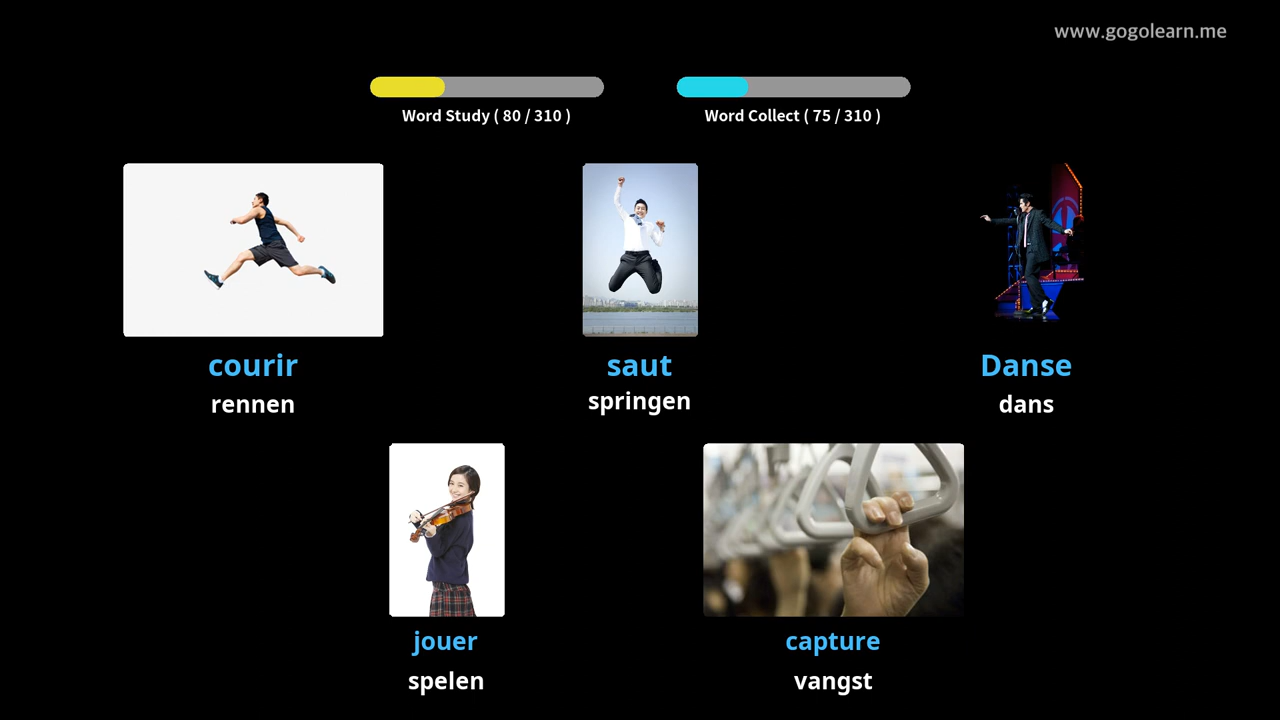 www.gogolearn.me
Word Study ( 80 / 310 )
Word Collect ( 75 / 310 )
courir
rennen
saut
springen
Danse
dans
jouer
spelen
capture
vangst